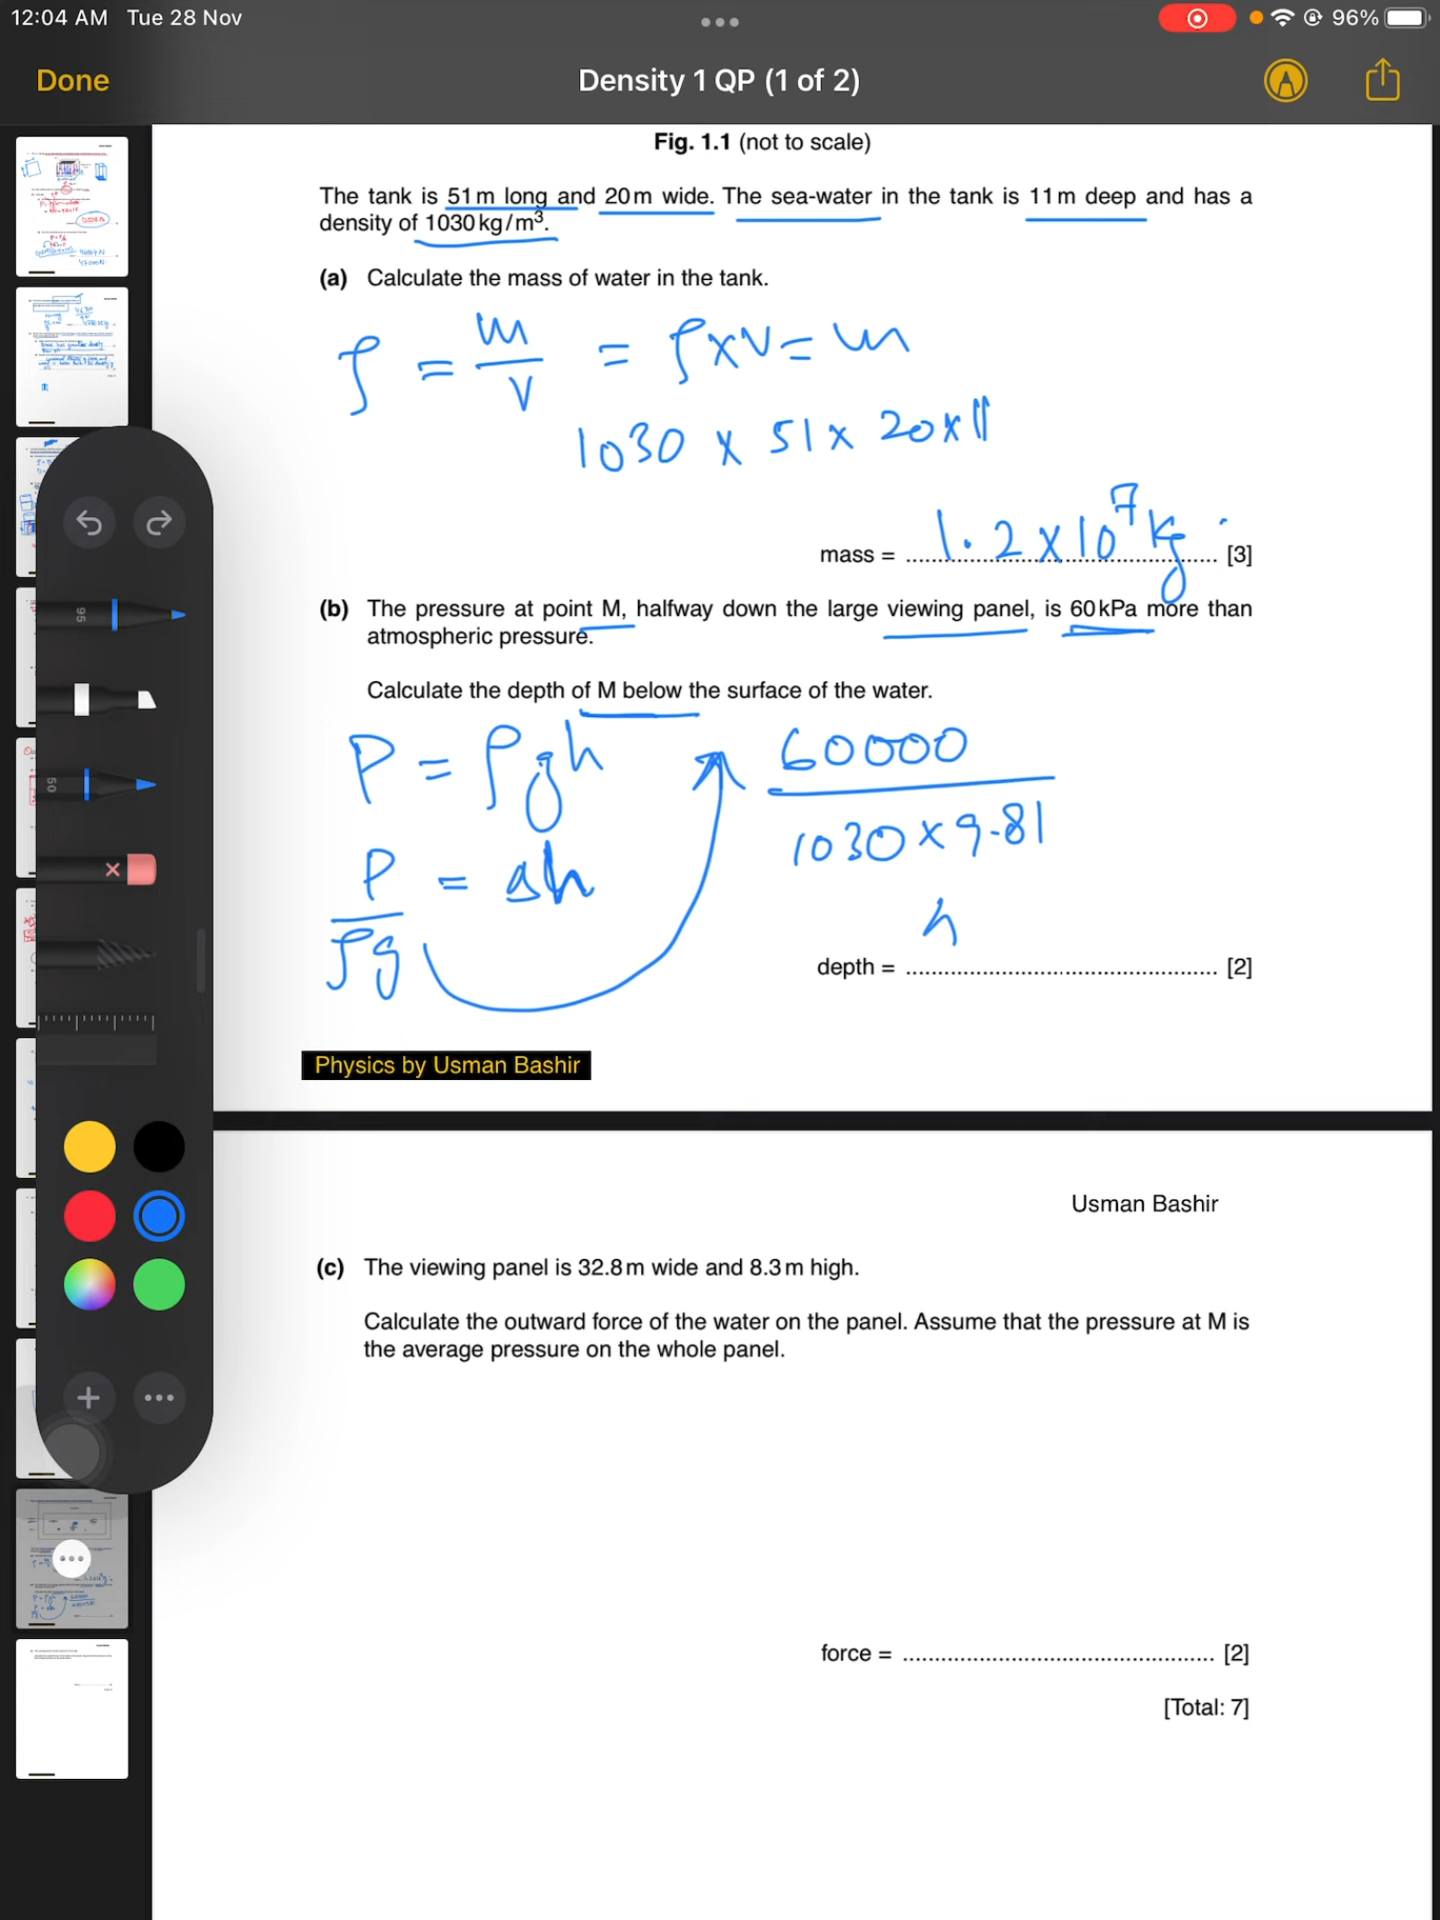 12:04 AM Tue 28 Nov
96%
Done
Density 1 QP (1 of 2)
Fig. 1.1 (not to scale)
The tank is 51 m long and 20 m wide. The sea-water in the tank is 11 m deep and has a
density of 1030 kg/m³.
(a) Calculate the mass of water in the tank.
ρ = m/V = ρ×V = m
1030 × 51 × 20 × 11
mass = 1.2 × 10⁷ kg [3]
(b) The pressure at point M, halfway down the large viewing panel, is 60 kPa more than
atmospheric pressure.
Calculate the depth of M below the surface of the water.
P = ρgh
P/ρg = Δh
60000
1030 × 9.81
h
depth = .................................................. [2]
Physics by Usman Bashir
Usman Bashir
(c) The viewing panel is 32.8 m wide and 8.3 m high.
Calculate the outward force of the water on the panel. Assume that the pressure at M is
the average pressure on the whole panel.
force = .................................................. [2]
[Total: 7]
95
50